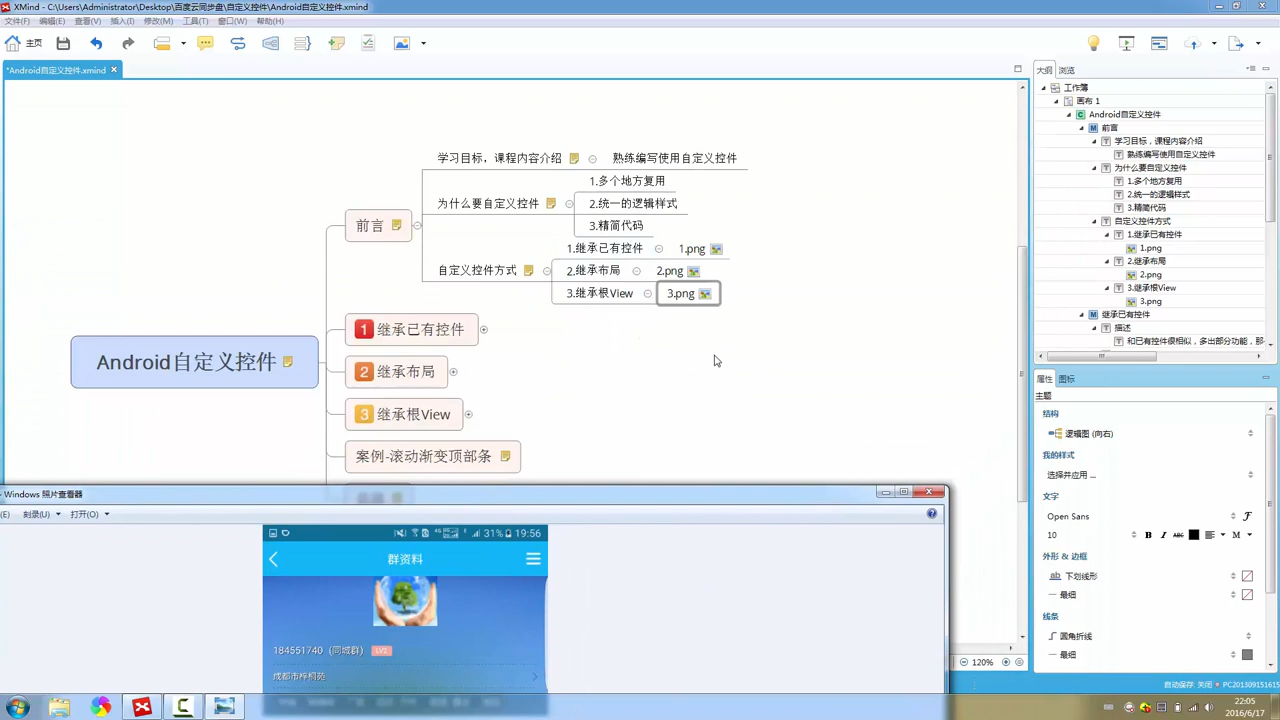 XMind - C:\Users\Administrator\Desktop\百度云同步盘\自定义控件\Android自定义控件.xmind
文件(F) 编辑(E) 查看(V) 插入(I) 修改(M) 工具(T) 窗口(W) 帮助(H)
主页
*Android自定义控件.xmind
学习目标，课程内容介绍
熟练编写使用自定义控件
为什么要自定义控件
1.多个地方复用
2.统一的逻辑样式
3.精简代码
前言
自定义控件方式
1.继承已有控件
1.png
2.继承布局
2.png
3.继承根View
3.png
Android自定义控件
1 继承已有控件
2 继承布局
3 继承根View
案例-滚动渐变顶部条
大纲 浏览
工作簿
画布 1
Android自定义控件
前言
学习目标，课程内容介绍
熟练编写使用自定义控件
为什么要自定义控件
1.多个地方复用
2.统一的逻辑样式
3.精简代码
自定义控件方式
1.继承已有控件
1.png
2.继承布局
2.png
3.继承根View
3.png
继承已有控件
描述
和已有控件很相似，多出部分功能，那
属性 图标
主题
结构
逻辑图 (向右)
我的样式
选择并应用 ...
文字
Open Sans
10
B I ABC M
外形 & 边框
下划线形
最细
线条
圆角折线
最细
120%
自动保存: 关闭 PC201309151615
- Windows 照片查看器
(E) 刻录(U) 打开(O)
31% 19:56
群资料
184551740 (同城群) LV2
成都市梓桐苑
22:05
2016/6/17